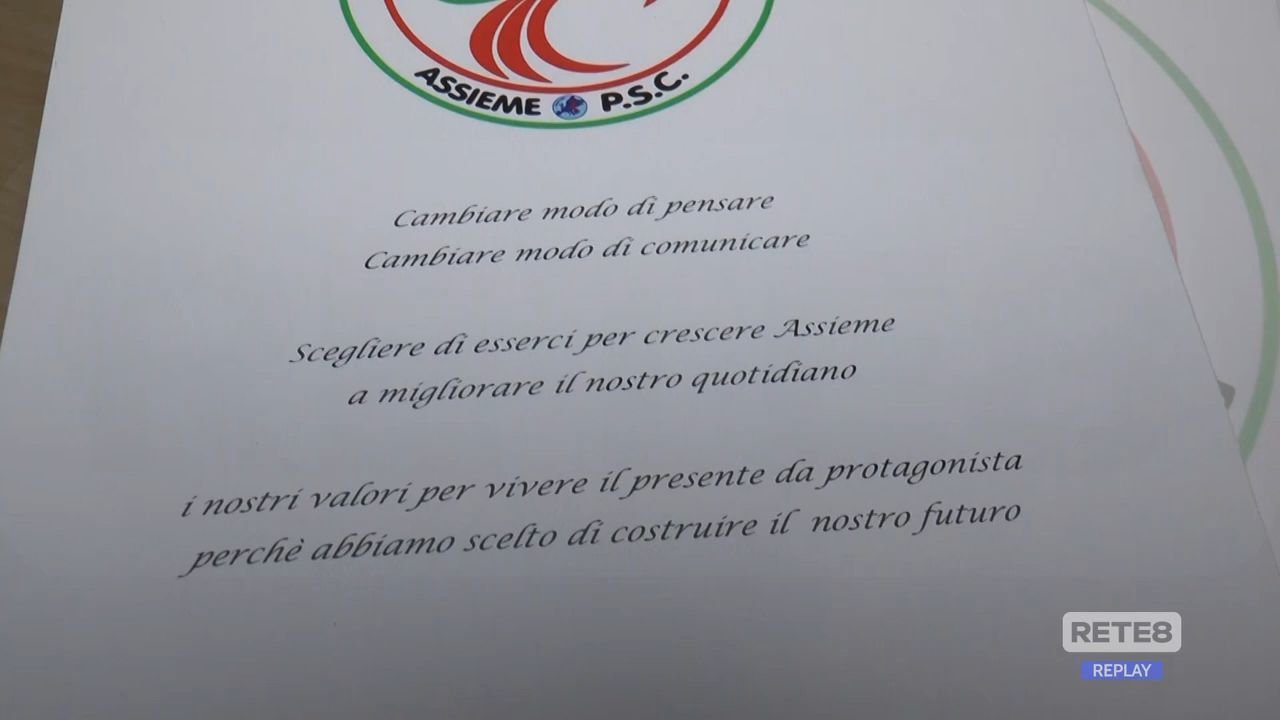 ASSIEME P.S.C.
Cambiare modo di pensare
Cambiare modo di comunicare
Scegliere di esserci per crescere Assieme
a migliorare il nostro quotidiano
i nostri valori per vivere il presente da protagonista
perchè abbiamo scelto di costruire il nostro futuro
RETE8
REPLAY